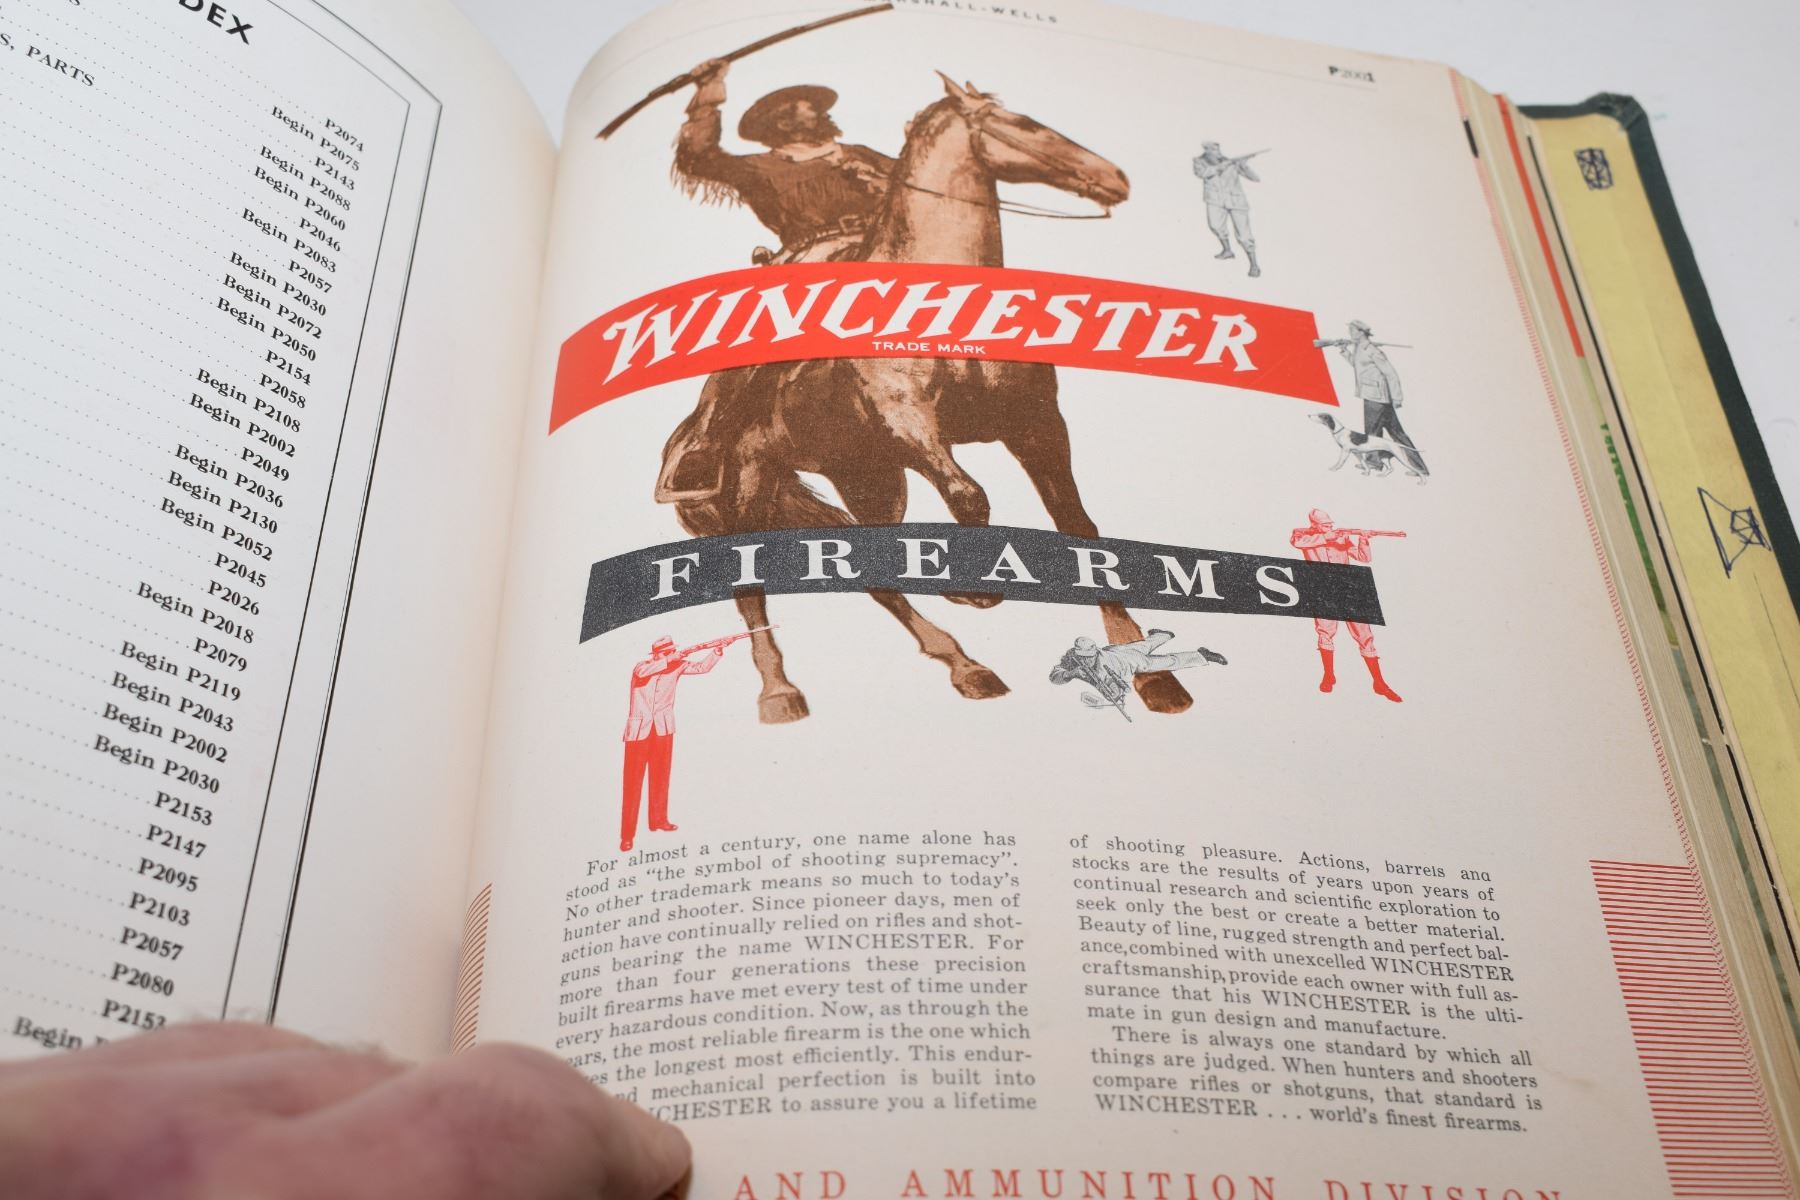 DEX
S, PARTS
P2074
Begin P2075
P2143
Begin P2088
Begin P2060
P2046
Begin P2083
P2057
Begin P2030
Begin P2072
Begin P2050
P2154
P2058
Begin P2108
Begin P2002
P2049
Begin P2036
Begin P2130
Begin P2052
P2045
P2026
Begin P2018
P2079
Begin P2119
Begin P2043
Begin P2002
Begin P2030
P2153
P2147
P2095
P2103
P2057
P2080
P2153
Begin
RSHALL-WELLS
P2001
WINCHESTER
TRADE MARK
FIREARMS
For almost a century, one name alone has
stood as "the symbol of shooting supremacy".
No other trademark means so much to today's
hunter and shooter. Since pioneer days, men of
action have continually relied on rifles and shot-
guns bearing the name WINCHESTER. For
more than four generations these precision
built firearms have met every test of time under
every hazardous condition. Now, as through the
ears, the most reliable firearm is the one which
es the longest most efficiently. This endur-
nd mechanical perfection is built into
CHESTER to assure you a lifetime
of shooting pleasure. Actions, barrels and
stocks are the results of years upon years of
continual research and scientific exploration to
seek only the best or create a better material.
Beauty of line, rugged strength and perfect bal-
ance, combined with unexcelled WINCHESTER
craftsmanship, provide each owner with full as-
surance that his WINCHESTER is the ulti-
mate in gun design and manufacture.
There is always one standard by which all
things are judged. When hunters and shooters
compare rifles or shotguns, that standard is
WINCHESTER . . . world's finest firearms.
AND AMMUNITION DIVISION